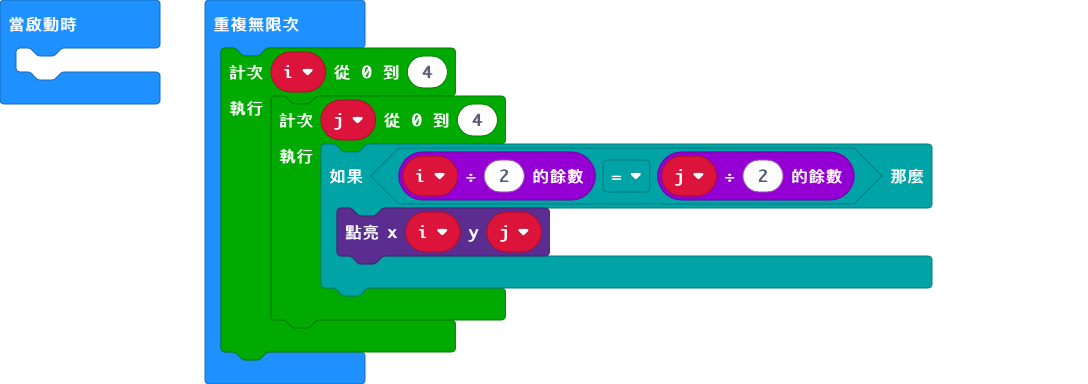 當啟動時
重複無限次
計次 i 從 0 到 4
執行
計次 j 從 0 到 4
執行
如果 i ÷ 2 的餘數 = j ÷ 2 的餘數 那麼
點亮 x i y j